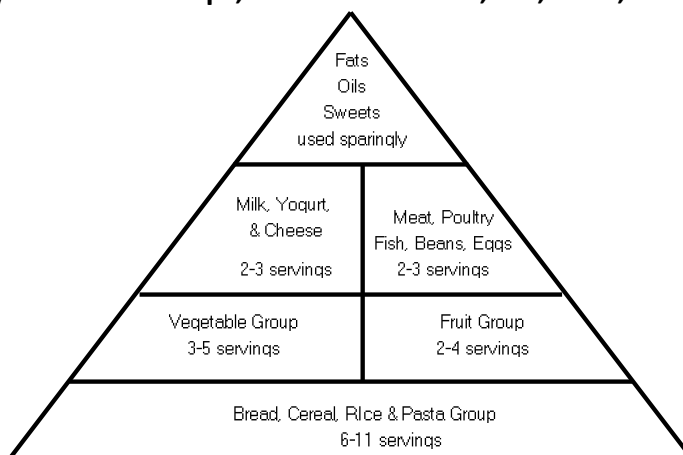 Fats
Oils
Sweets
used sparingly
Milk, Yogurt,
& Cheese
2-3 servings
Meat, Poultry
Fish, Beans, Eggs
2-3 servings
Vegetable Group
3-5 servings
Fruit Group
2-4 servings
Bread, Cereal, RIce & Pasta Group
6-11 servings